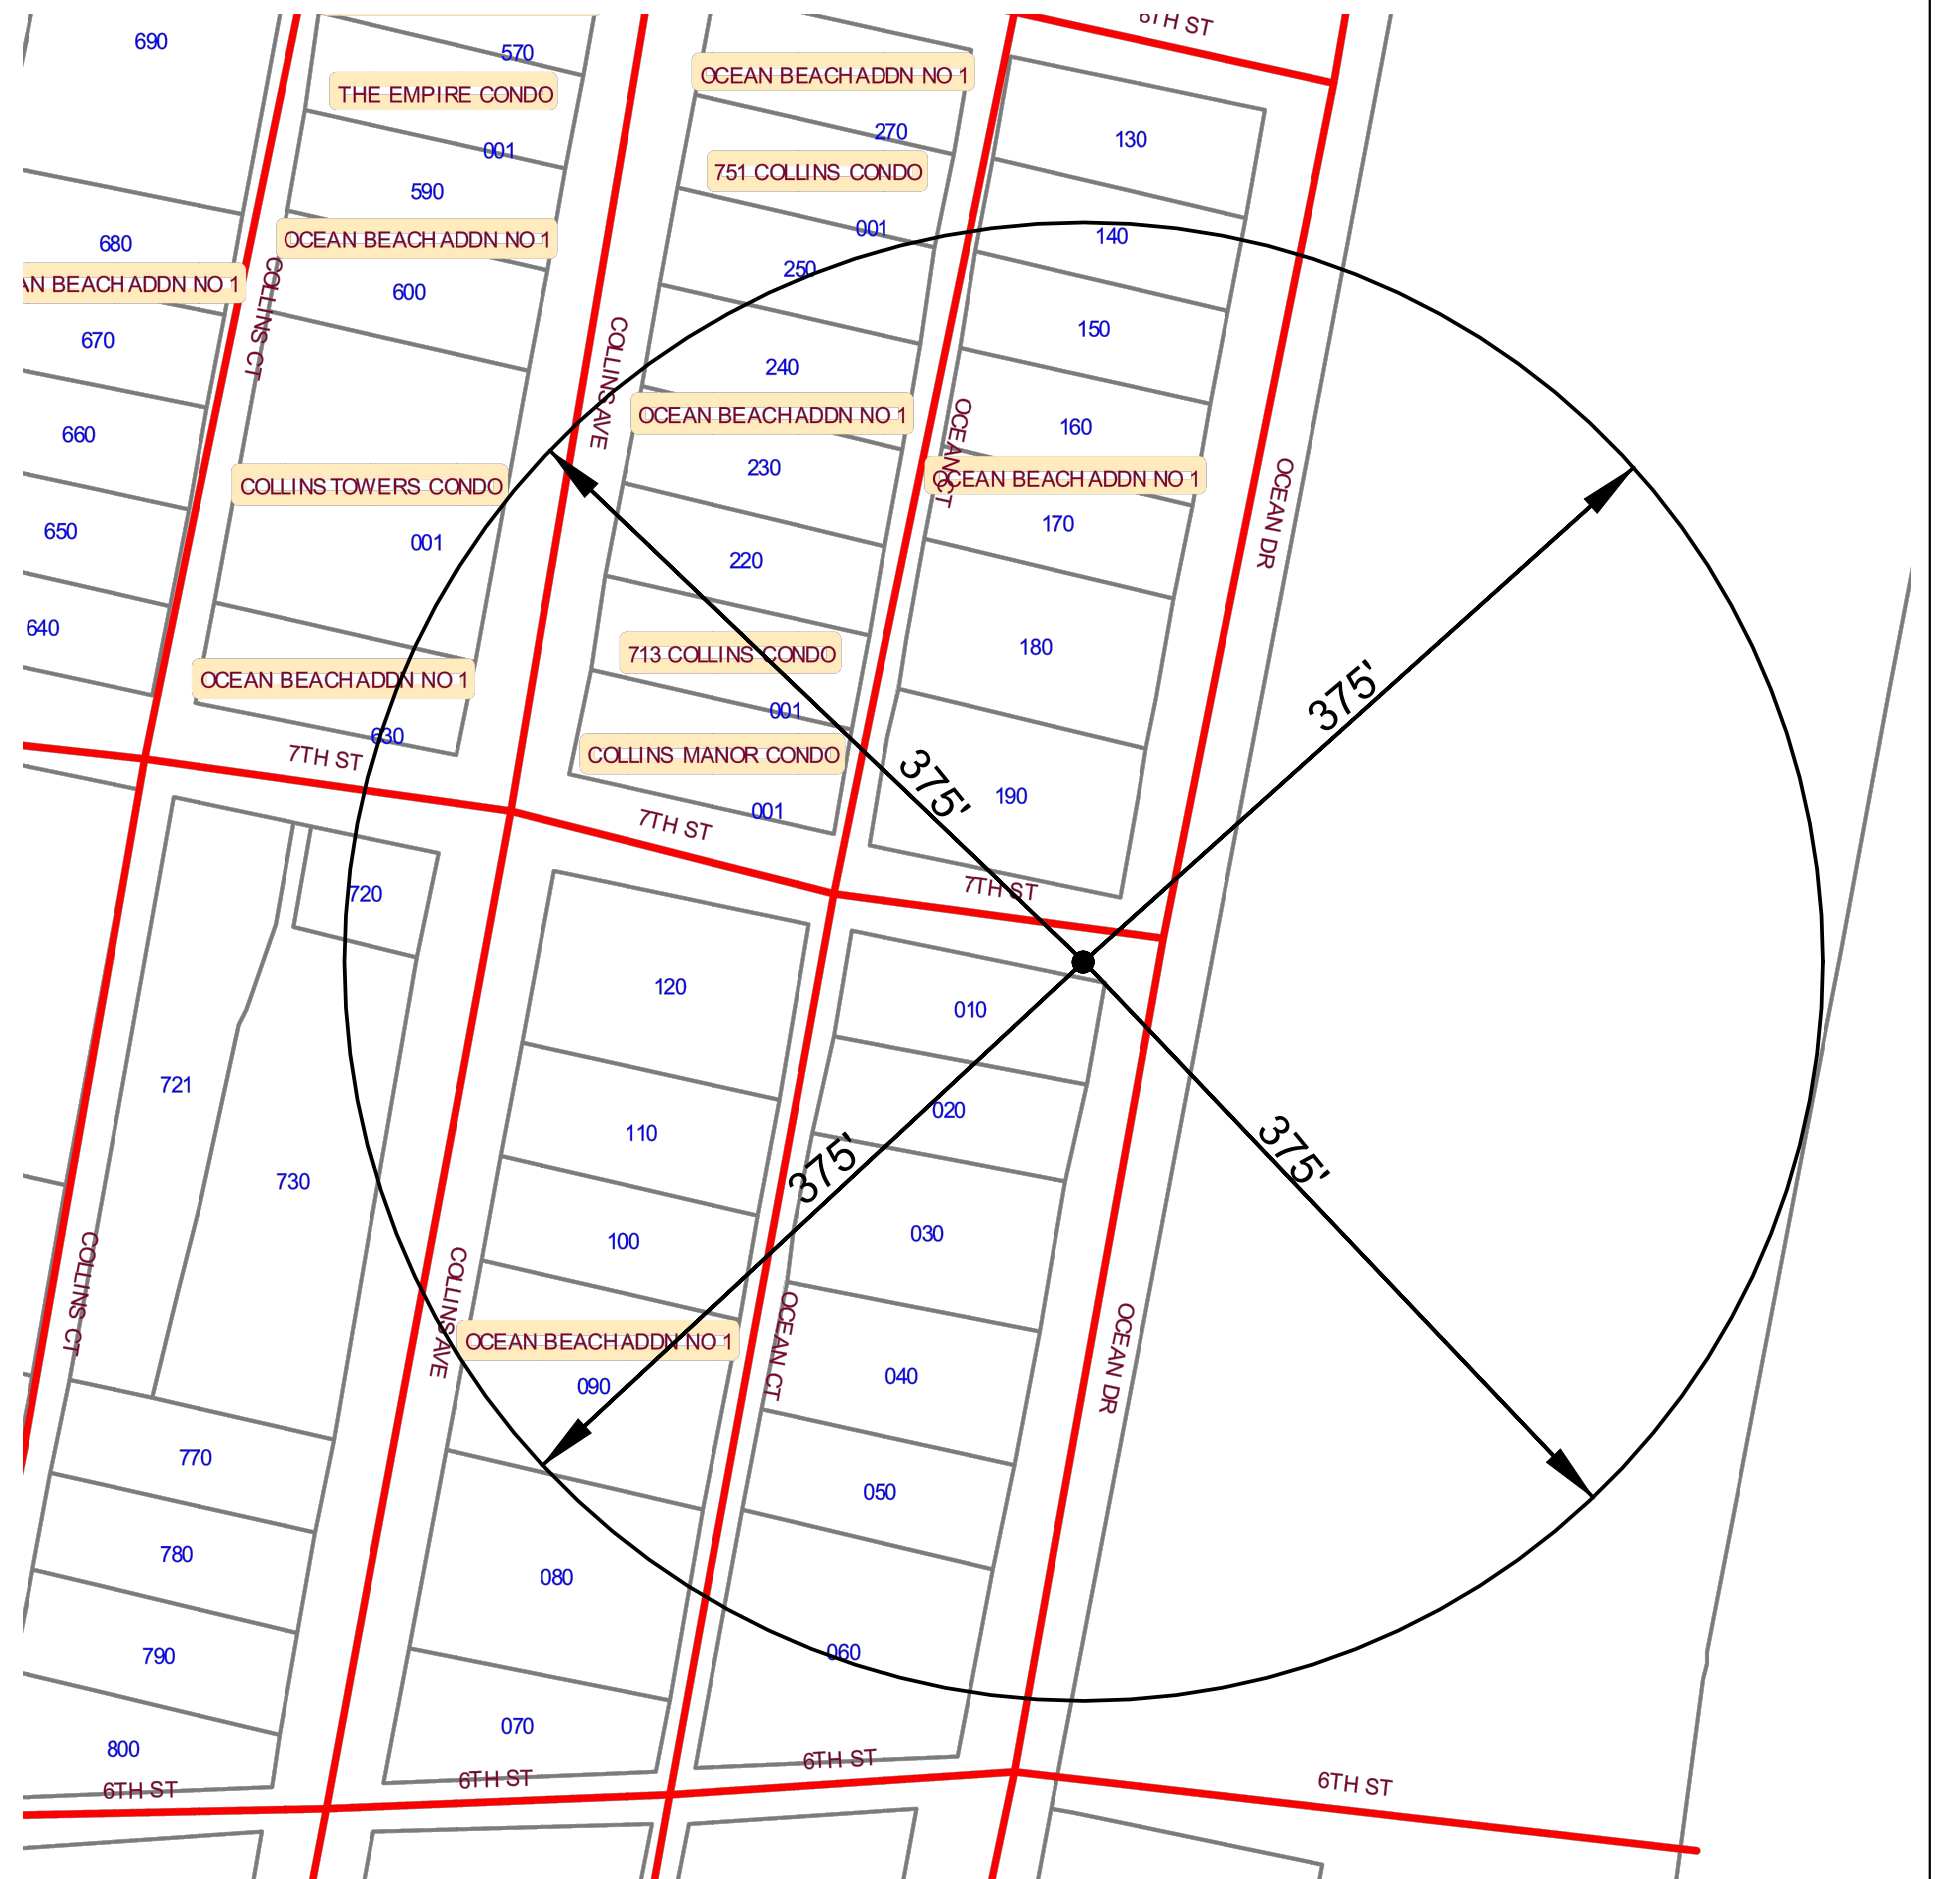 6TH ST
690
570
THE EMPIRE CONDO
OCEAN BEACH ADDN NO 1
270
130
001
751 COLLINS CONDO
590
OCEAN BEACH ADDN NO 1
001
140
680
250
AN BEACH ADDN NO 1
600
COLLINS CT
150
670
COLLINS AVE
240
OCEAN BEACH ADDN NO 1
160
660
230
OCEAN CT
OCEAN BEACH ADDN NO 1
COLLINS TOWERS CONDO
OCEAN DR
170
650
001
220
640
713 COLLINS CONDO
180
OCEAN BEACH ADDN NO 1
375'
001
630
COLLINS MANOR CONDO
7TH ST
375'
190
001
7TH ST
7TH ST
720
120
010
721
020
110
375'
375'
730
030
100
COLLINS CT
COLLINS AVE
OCEAN BEACH ADDN NO 1
OCEAN CT
OCEAN DR
090
040
770
050
780
080
790
060
070
800
6TH ST
6TH ST
6TH ST
6TH ST